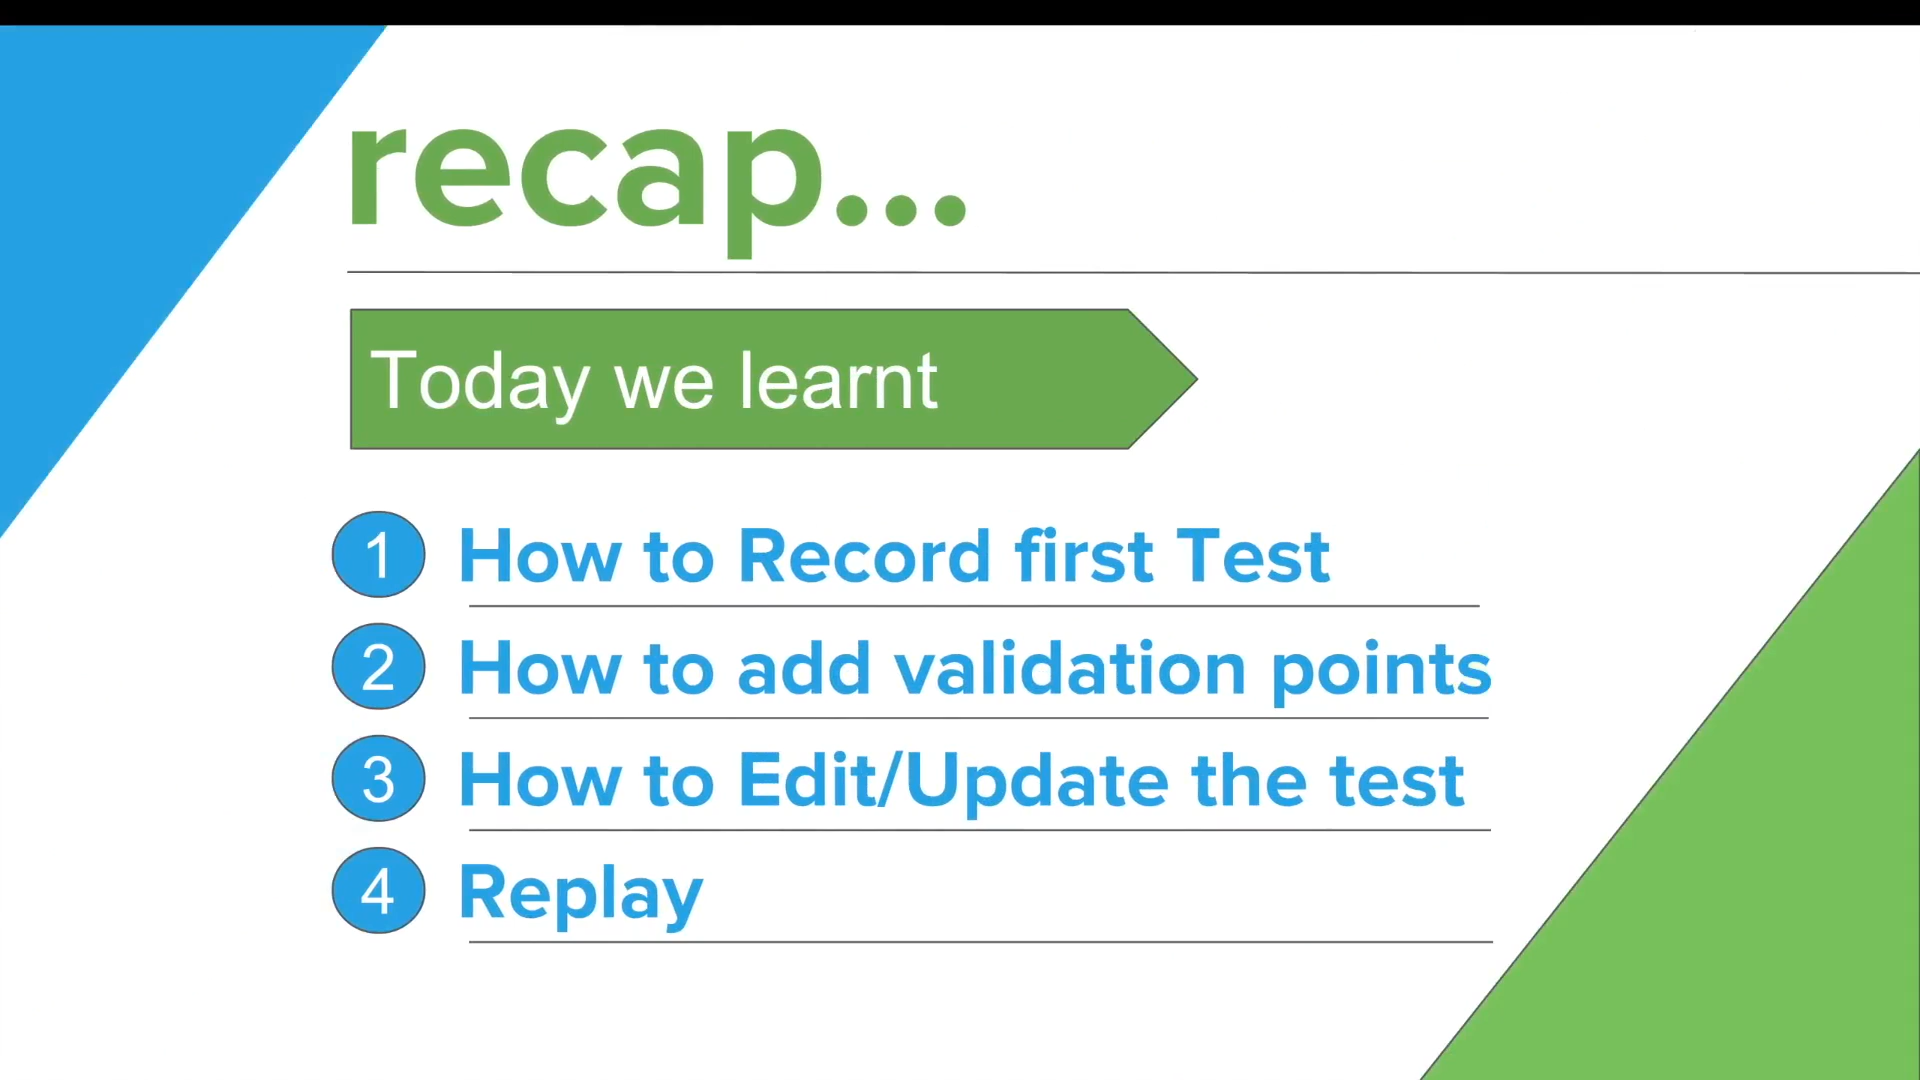 recap...
Today we learnt
1 How to Record first Test
2 How to add validation points
3 How to Edit/Update the test
4 Replay